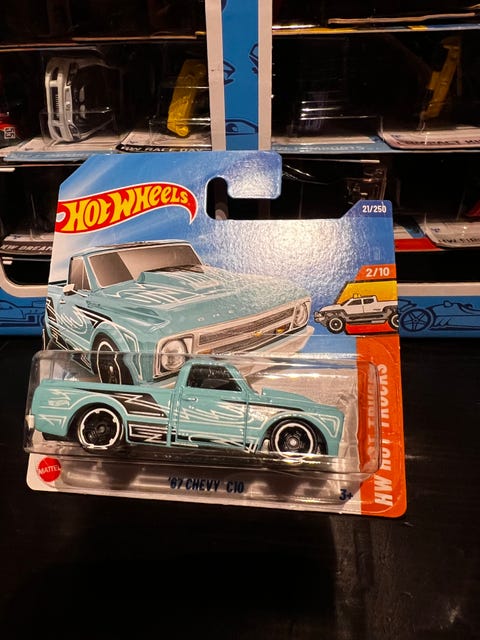 HOT WHEELS
21/250
2/10
HW HOT TRUCKS
MATTEL
'67 CHEVY C10
3+